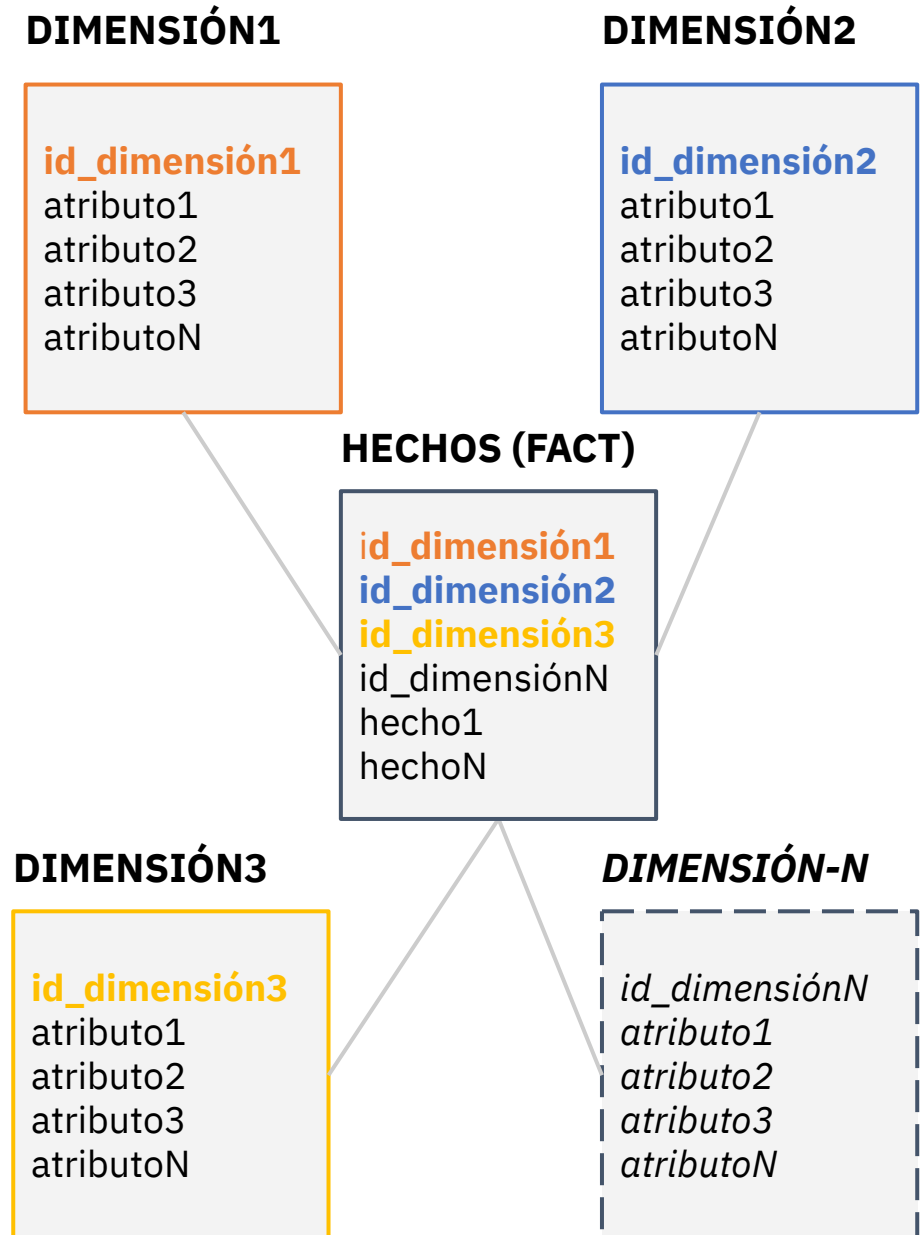 DIMENSIÓN1
id_dimensión1
atributo1
atributo2
atributo3
atributoN
DIMENSIÓN2
id_dimensión2
atributo1
atributo2
atributo3
atributoN
HECHOS (FACT)
id_dimensión1
id_dimensión2
id_dimensión3
id_dimensiónN
hecho1
hechoN
DIMENSIÓN3
id_dimensión3
atributo1
atributo2
atributo3
atributoN
DIMENSIÓN-N
id_dimensiónN
atributo1
atributo2
atributo3
atributoN